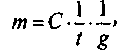 m = C · 1/t · 1/g,